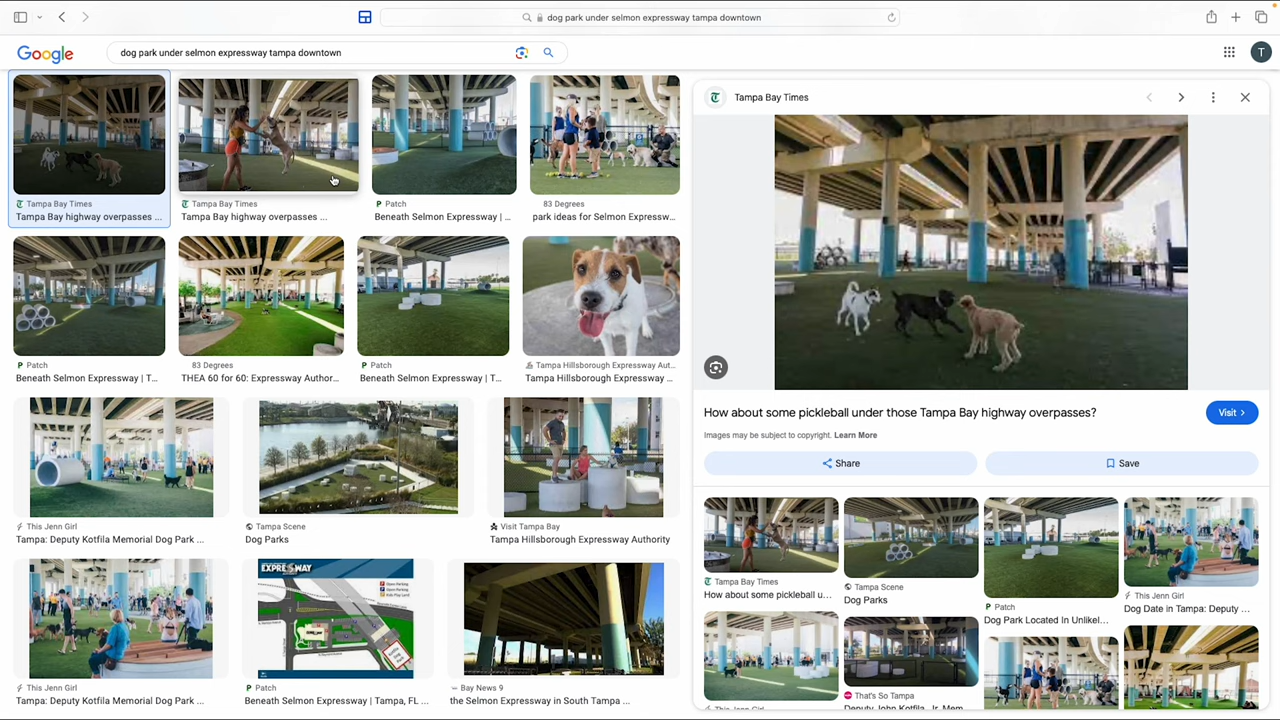 dog park under selmon expressway tampa downtown
Google
dog park under selmon expressway tampa downtown
T
Tampa Bay Times
Tampa Bay highway overpasses ...
Tampa Bay Times
Tampa Bay highway overpasses ...
Patch
Beneath Selmon Expressway | ...
83 Degrees
park ideas for Selmon Expressw...
Patch
Beneath Selmon Expressway | T...
83 Degrees
THEA 60 for 60: Expressway Author...
Patch
Beneath Selmon Expressway | T...
Tampa Hillsborough Expressway Aut...
Tampa Hillsborough Expressway ...
This Jenn Girl
Tampa: Deputy Kotfila Memorial Dog Park ...
Tampa Scene
Dog Parks
Visit Tampa Bay
Tampa Hillsborough Expressway Authority
This Jenn Girl
Tampa: Deputy Kotfila Memorial Dog Park ...
EXPRESSWAY
Patch
Beneath Selmon Expressway | Tampa, FL ...
Bay News 9
the Selmon Expressway in South Tampa ...
Tampa Bay Times
How about some pickleball under those Tampa Bay highway overpasses?
Visit
Images may be subject to copyright. Learn More
Share
Save
Tampa Bay Times
How about some pickleball u...
Tampa Scene
Dog Parks
Patch
Dog Park Located In Unlikel...
This Jenn Girl
Dog Date in Tampa: Deputy ...
This Jenn Girl
That's So Tampa
Deputy John Kotfila, Jr. Mem...